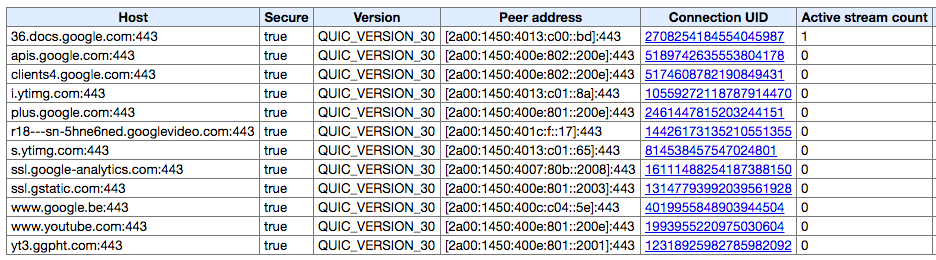 Host Secure Version Peer address Connection UID Active stream count
36.docs.google.com:443 true QUIC_VERSION_30 [2a00:1450:4013:c00::bd]:443 2708254184554045987 1
apis.google.com:443 true QUIC_VERSION_30 [2a00:1450:400e:802::200e]:443 5189742635553804178 0
clients4.google.com:443 true QUIC_VERSION_30 [2a00:1450:400e:802::200e]:443 5174608782190849431 0
i.ytimg.com:443 true QUIC_VERSION_30 [2a00:1450:4013:c01::8a]:443 10559272118787914470 0
plus.google.com:443 true QUIC_VERSION_30 [2a00:1450:400e:801::200e]:443 2461447815203244151 0
r18---sn-5hne6ned.googlevideo.com:443 true QUIC_VERSION_30 [2a00:1450:401c:f::17]:443 14426173135210551355 0
s.ytimg.com:443 true QUIC_VERSION_30 [2a00:1450:4013:c01::65]:443 814538457547024801 0
ssl.google-analytics.com:443 true QUIC_VERSION_30 [2a00:1450:4007:80b::2008]:443 16111488254187388150 0
ssl.gstatic.com:443 true QUIC_VERSION_30 [2a00:1450:400e:801::2003]:443 13147793992039561928 0
www.google.be:443 true QUIC_VERSION_30 [2a00:1450:400c:c04::5e]:443 4019955848903944504 0
www.youtube.com:443 true QUIC_VERSION_30 [2a00:1450:400e:801::200e]:443 1993955220975030604 0
yt3.ggpht.com:443 true QUIC_VERSION_30 [2a00:1450:400e:801::2001]:443 12318925982785982092 0